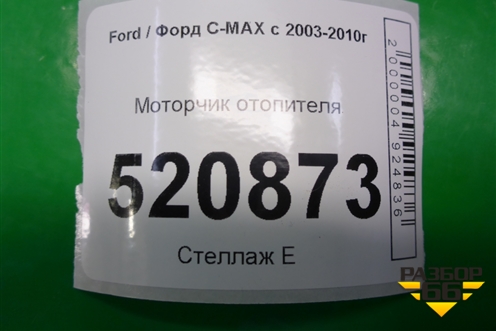 Ford / Форд C-MAX с 2003-2010г
Моторчик отопителя
520873
Стеллаж Е
2000004924836
РАЗБОР
66